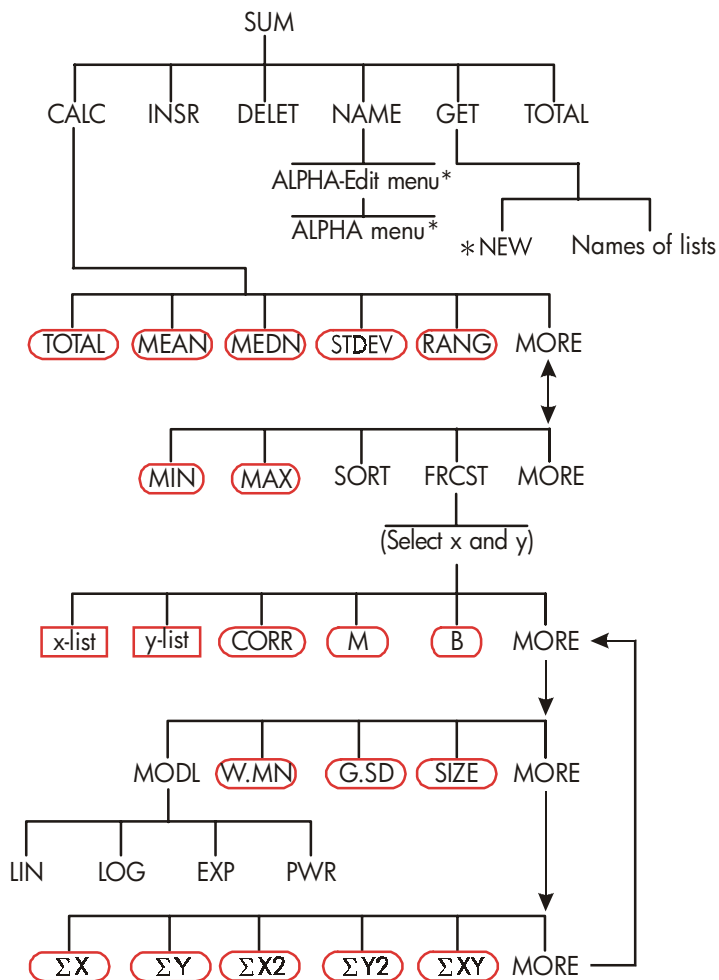 SUM
CALC INSR DELET NAME GET TOTAL
ALPHA-Edit menu*
ALPHA menu*
*NEW Names of lists
TOTAL MEAN MEDN STDEV RANG MORE
MIN MAX SORT FRCST MORE
(Select x and y)
x-list y-list CORR M B MORE
MODL W.MN G.SD SIZE MORE
LIN LOG EXP PWR
ΣX ΣY ΣX2 ΣY2 ΣXY MORE